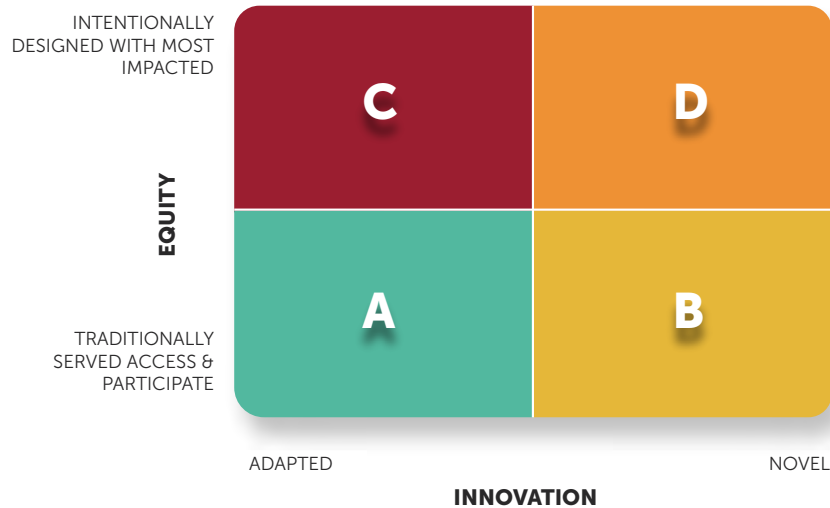 INTENTIONALLY
DESIGNED WITH MOST
IMPACTED
C
D
EQUITY
A
B
TRADITIONALLY
SERVED ACCESS &
PARTICIPATE
ADAPTED
NOVEL
INNOVATION